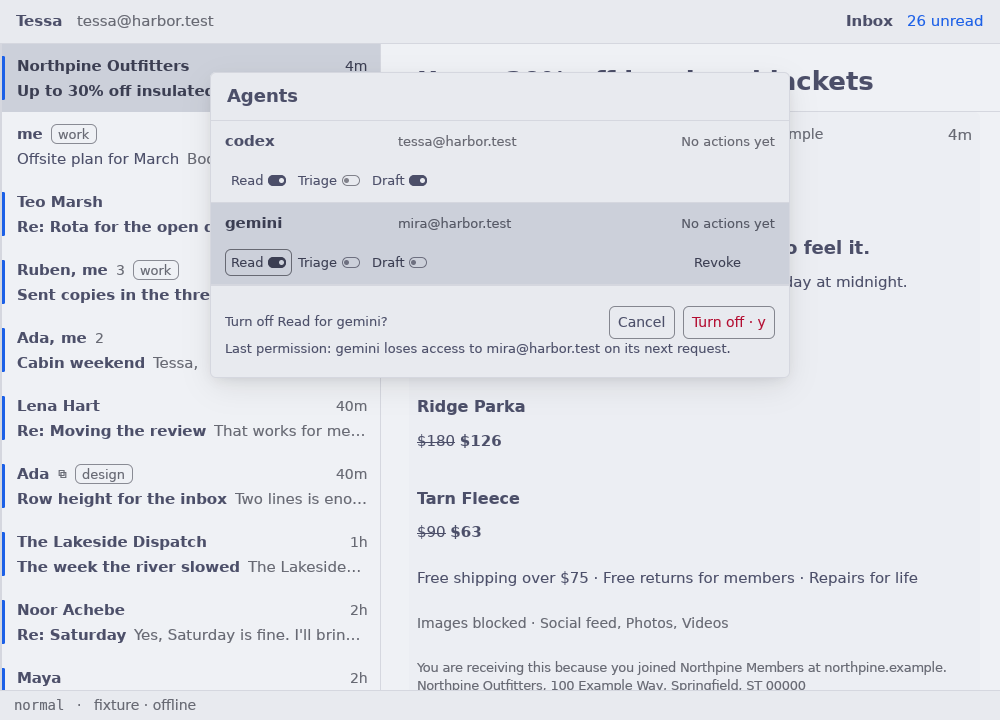 Tessa tessa@harbor.test Inbox 26 unread
Northpine Outfitters 4m
Up to 30% off insulated
me work
Offsite plan for March
Teo Marsh
Re: Rota for the open
Ruben, me 3 work
Sent copies in the
Ada, me 2
Cabin weekend Tessa,
Lena Hart 40m
Re: Moving the review That works for me…
Ada design 40m
Row height for the inbox Two lines is eno…
The Lakeside Dispatch 1h
The week the river slowed The Lakeside…
Noor Achebe 2h
Re: Saturday Yes, Saturday is fine. I'll brin…
Maya 2h
Agents
codex tessa@harbor.test No actions yet
Read Triage Draft
gemini mira@harbor.test No actions yet
Read Triage Draft Revoke
Turn off Read for gemini? Cancel Turn off · y
Last permission: gemini loses access to mira@harbor.test on its next request.
4m
feel it.
at midnight.
Ridge Parka
$180 $126
Tarn Fleece
$90 $63
Free shipping over $75 · Free returns for members · Repairs for life
Images blocked · Social feed, Photos, Videos
You are receiving this because you joined Northpine Members at northpine.example.
Northpine Outfitters, 100 Example Way, Springfield, ST 00000
normal · fixture · offline